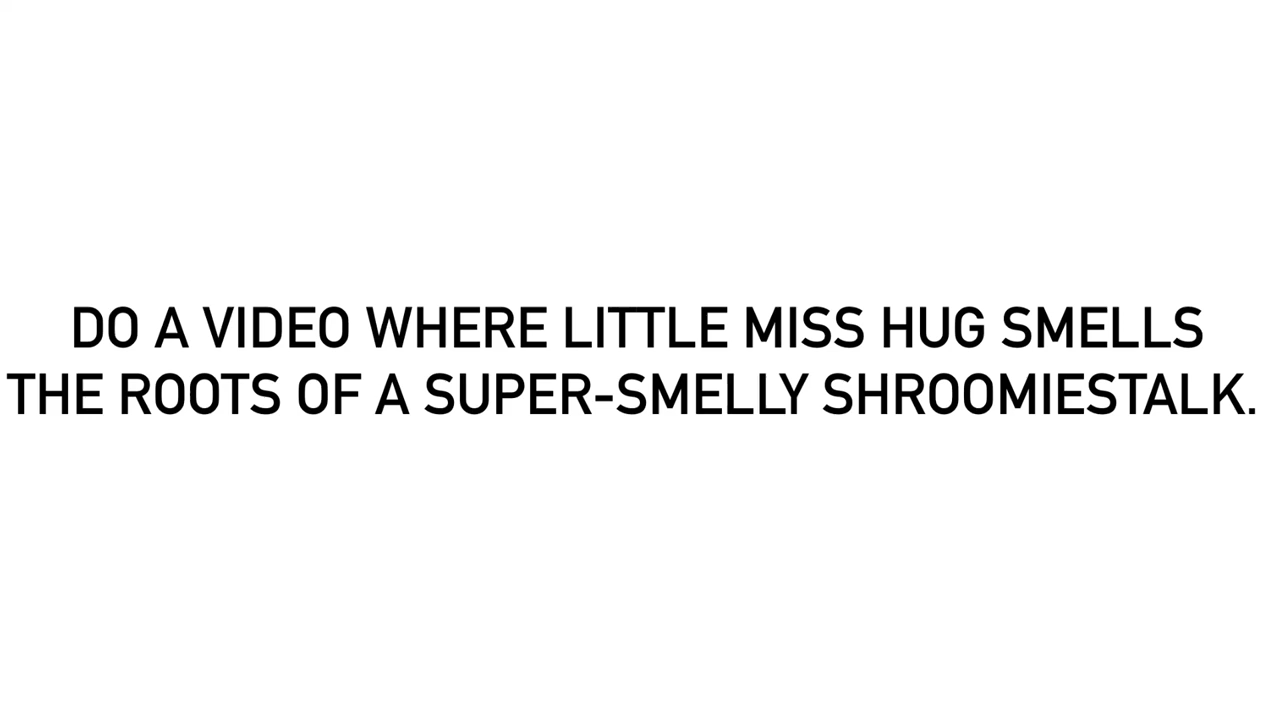 DO A VIDEO WHERE LITTLE MISS HUG SMELLS
THE ROOTS OF A SUPER-SMELLY SHROOMIESTALK.